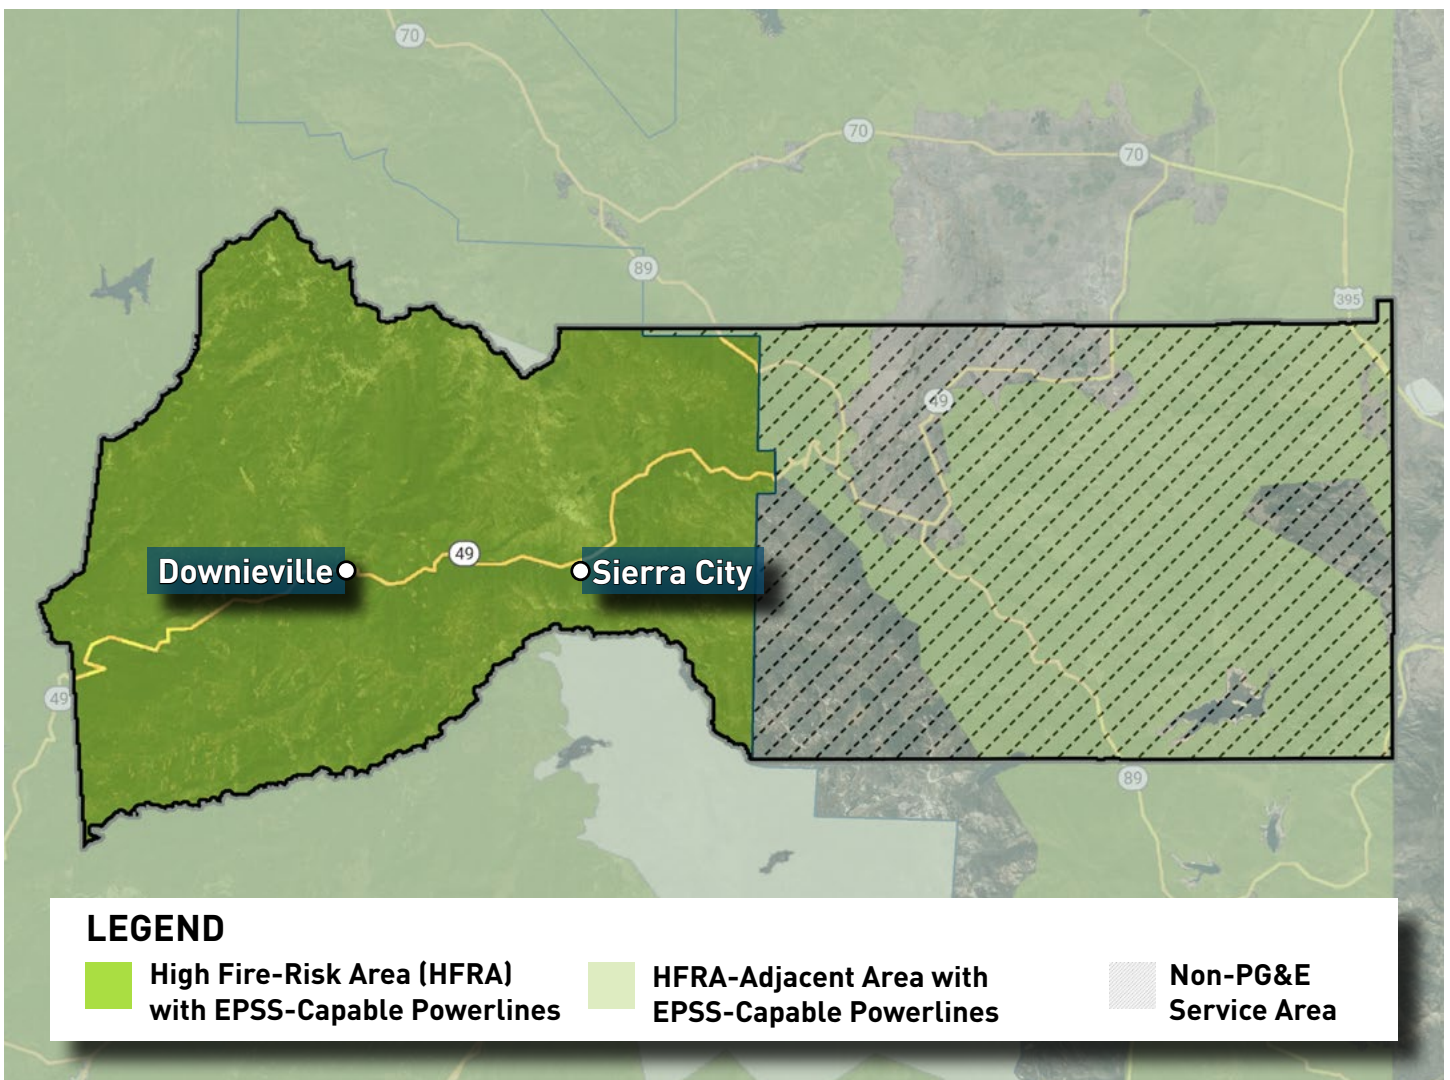 70
70
70
89
395
49
Downieville
49
Sierra City
49
89
LEGEND
High Fire-Risk Area (HFRA)
with EPSS-Capable Powerlines
HFRA-Adjacent Area with
EPSS-Capable Powerlines
Non-PG&E
Service Area